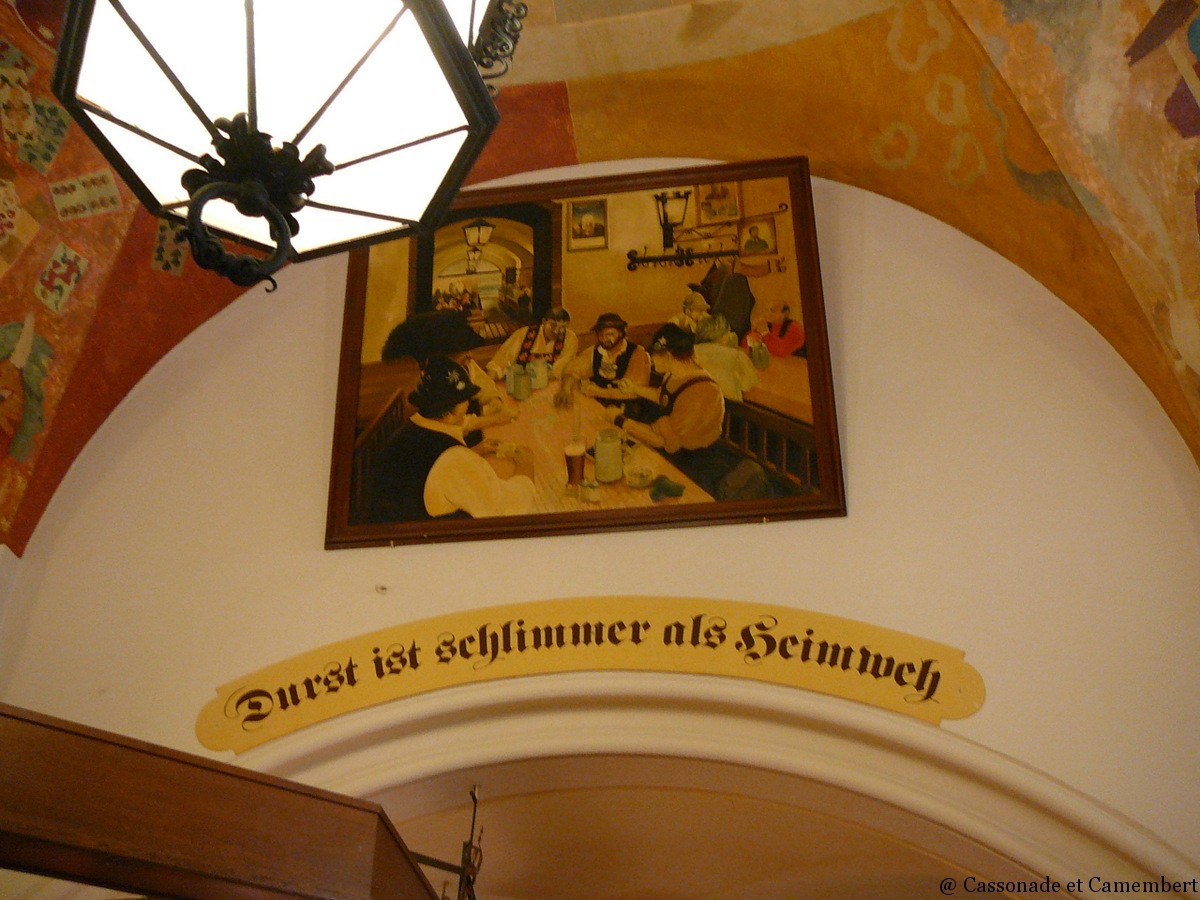 Durst ist schlimmer als Heimweh
@ Cassonade et Camembert